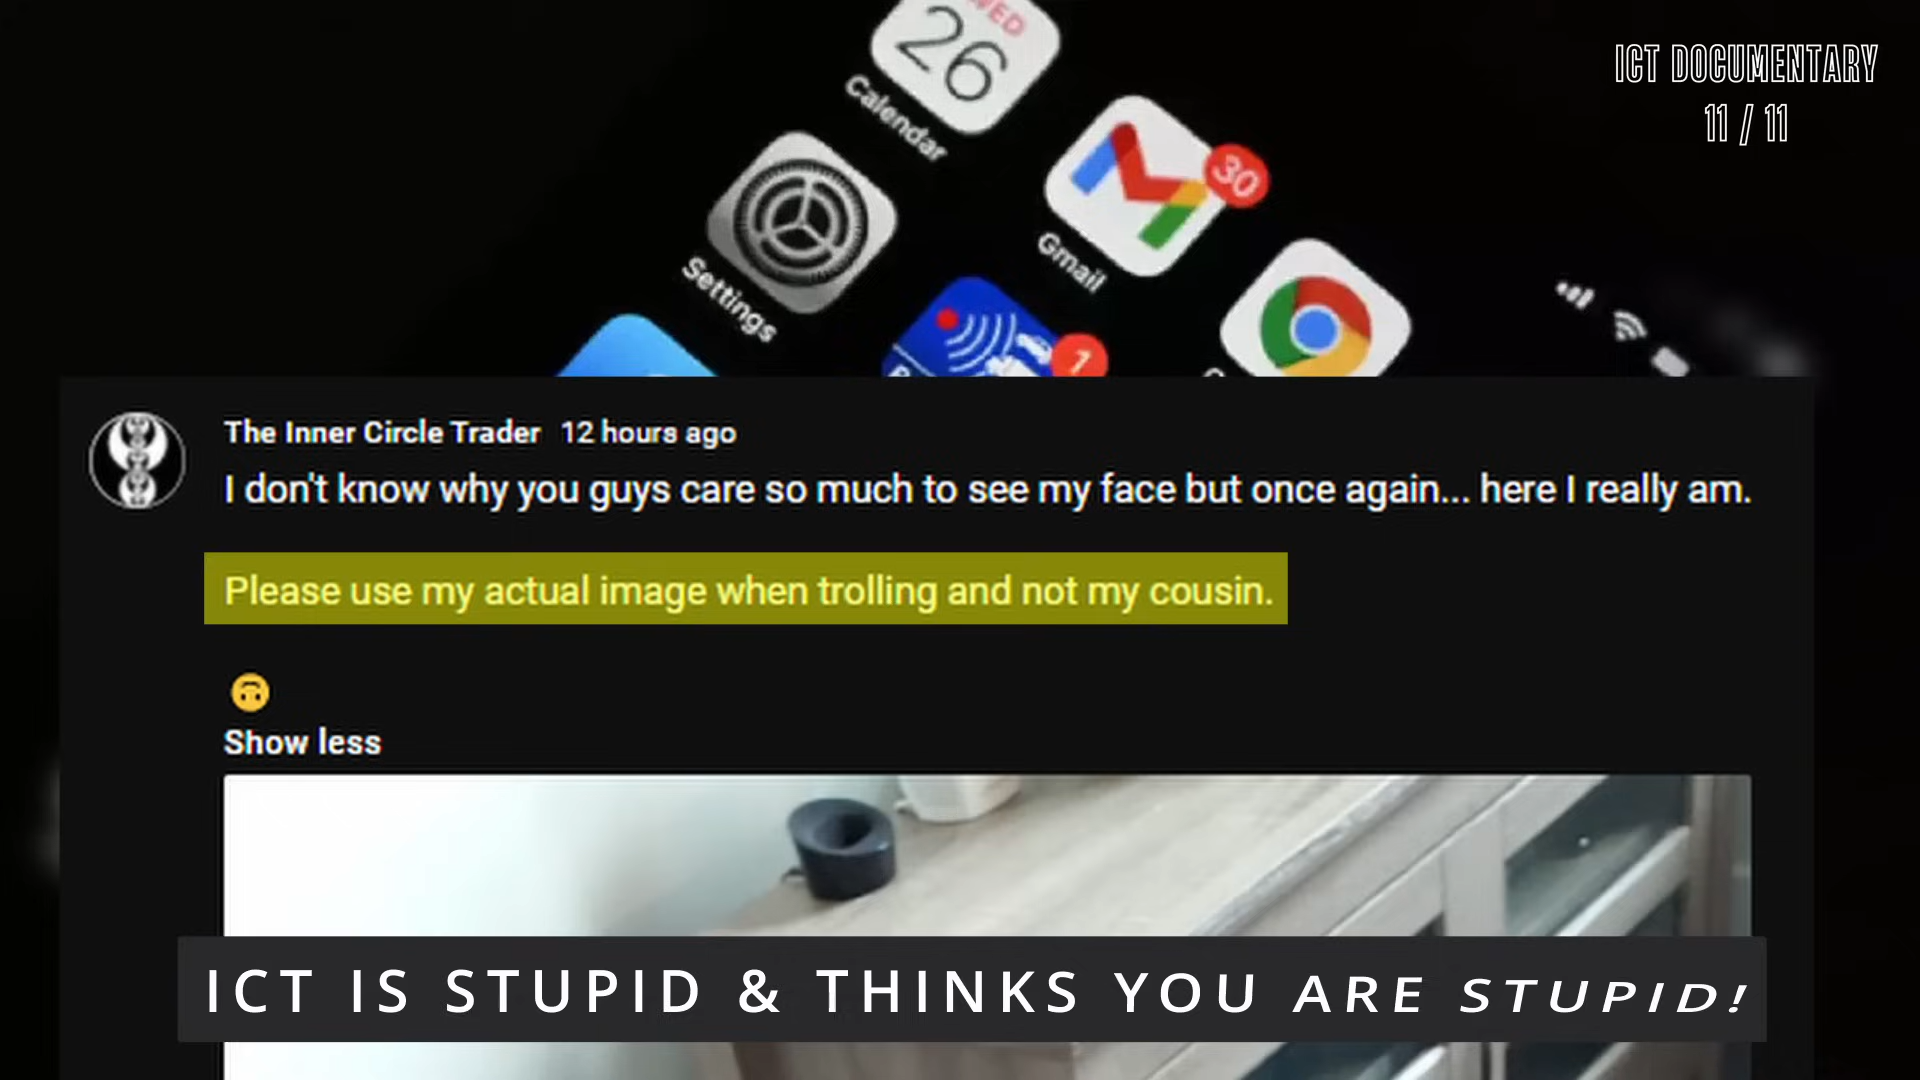 WED
26
Calendar
ICT DOCUMENTARY
11 / 11
30
Gmail
Settings
1
The Inner Circle Trader 12 hours ago
I don't know why you guys care so much to see my face but once again... here I really am.
Please use my actual image when trolling and not my cousin.
🙃
Show less
ICT IS STUPID & THINKS YOU ARE STUPID!